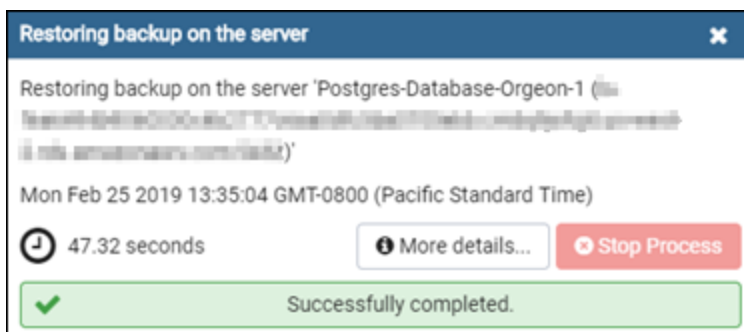 Restoring backup on the server
Restoring backup on the server 'Postgres-Database-Orgeon-1 (
)'
Mon Feb 25 2019 13:35:04 GMT-0800 (Pacific Standard Time)
47.32 seconds
More details...
Stop Process
Successfully completed.